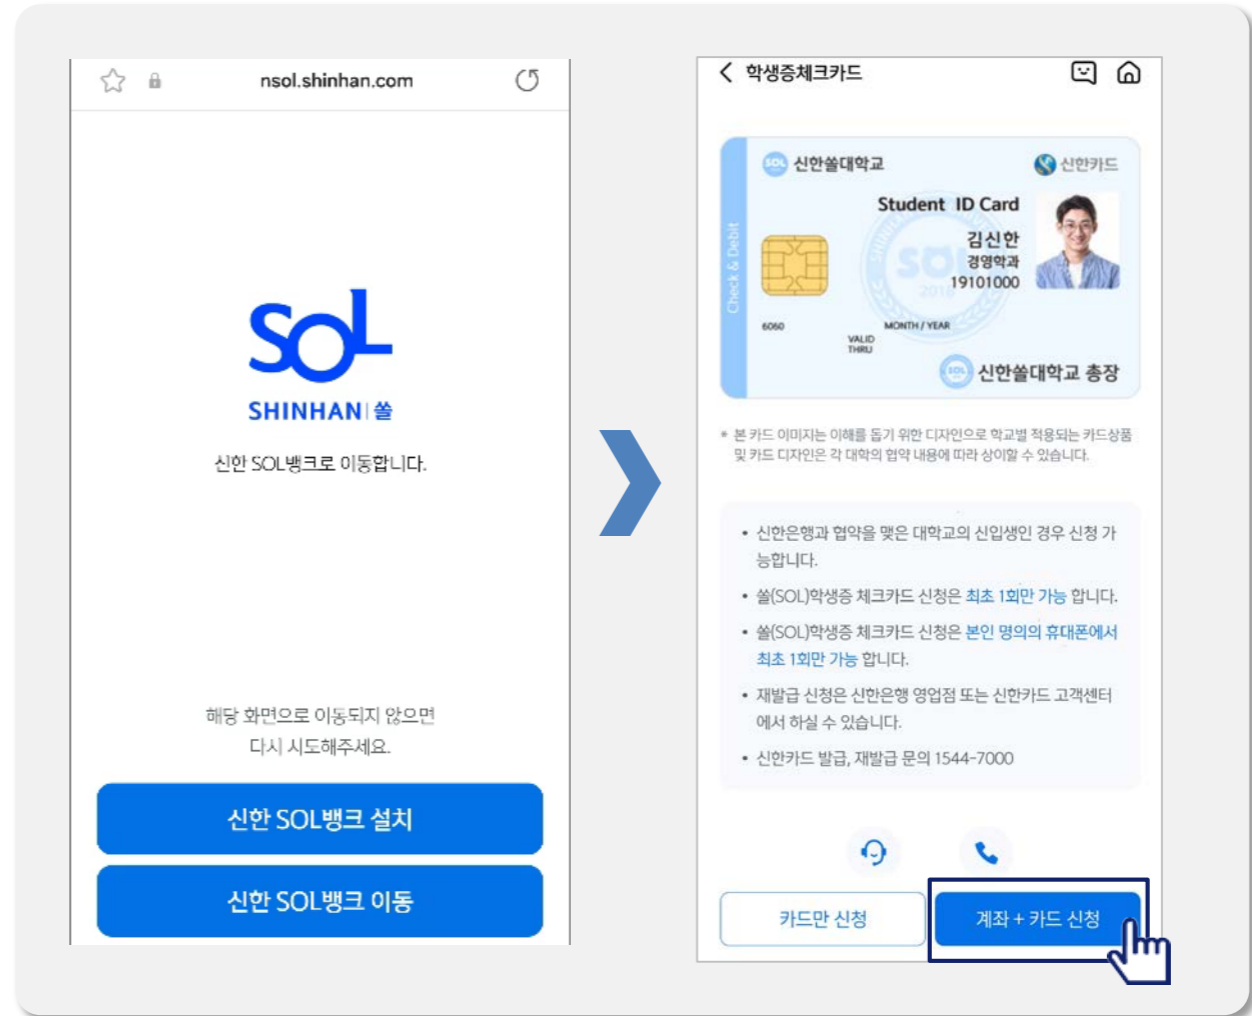 nsol.shinhan.com
SOL
SHINHAN 쏠
신한 SOL뱅크로 이동합니다.
해당 화면으로 이동되지 않으면
다시 시도해주세요.
신한 SOL뱅크 설치
신한 SOL뱅크 이동
학생증체크카드
SOL 신한쏠대학교
신한카드
Check & Debit
Student ID Card
김신한
경영학과
19101000
SOL
2018
6060
MONTH / YEAR
VALID
THRU
SOL 신한쏠대학교 총장
* 본 카드 이미지는 이해를 돕기 위한 디자인으로 학교별 적용되는 카드상품
및 카드 디자인은 각 대학의 협약 내용에 따라 상이할 수 있습니다.
• 신한은행과 협약을 맺은 대학교의 신입생인 경우 신청 가
능합니다.
• 쏠(SOL)학생증 체크카드 신청은 최초 1회만 가능 합니다.
• 쏠(SOL)학생증 체크카드 신청은 본인 명의의 휴대폰에서
최초 1회만 가능 합니다.
• 재발급 신청은 신한은행 영업점 또는 신한카드 고객센터
에서 하실 수 있습니다.
• 신한카드 발급, 재발급 문의 1544-7000
카드만 신청
계좌 + 카드 신청